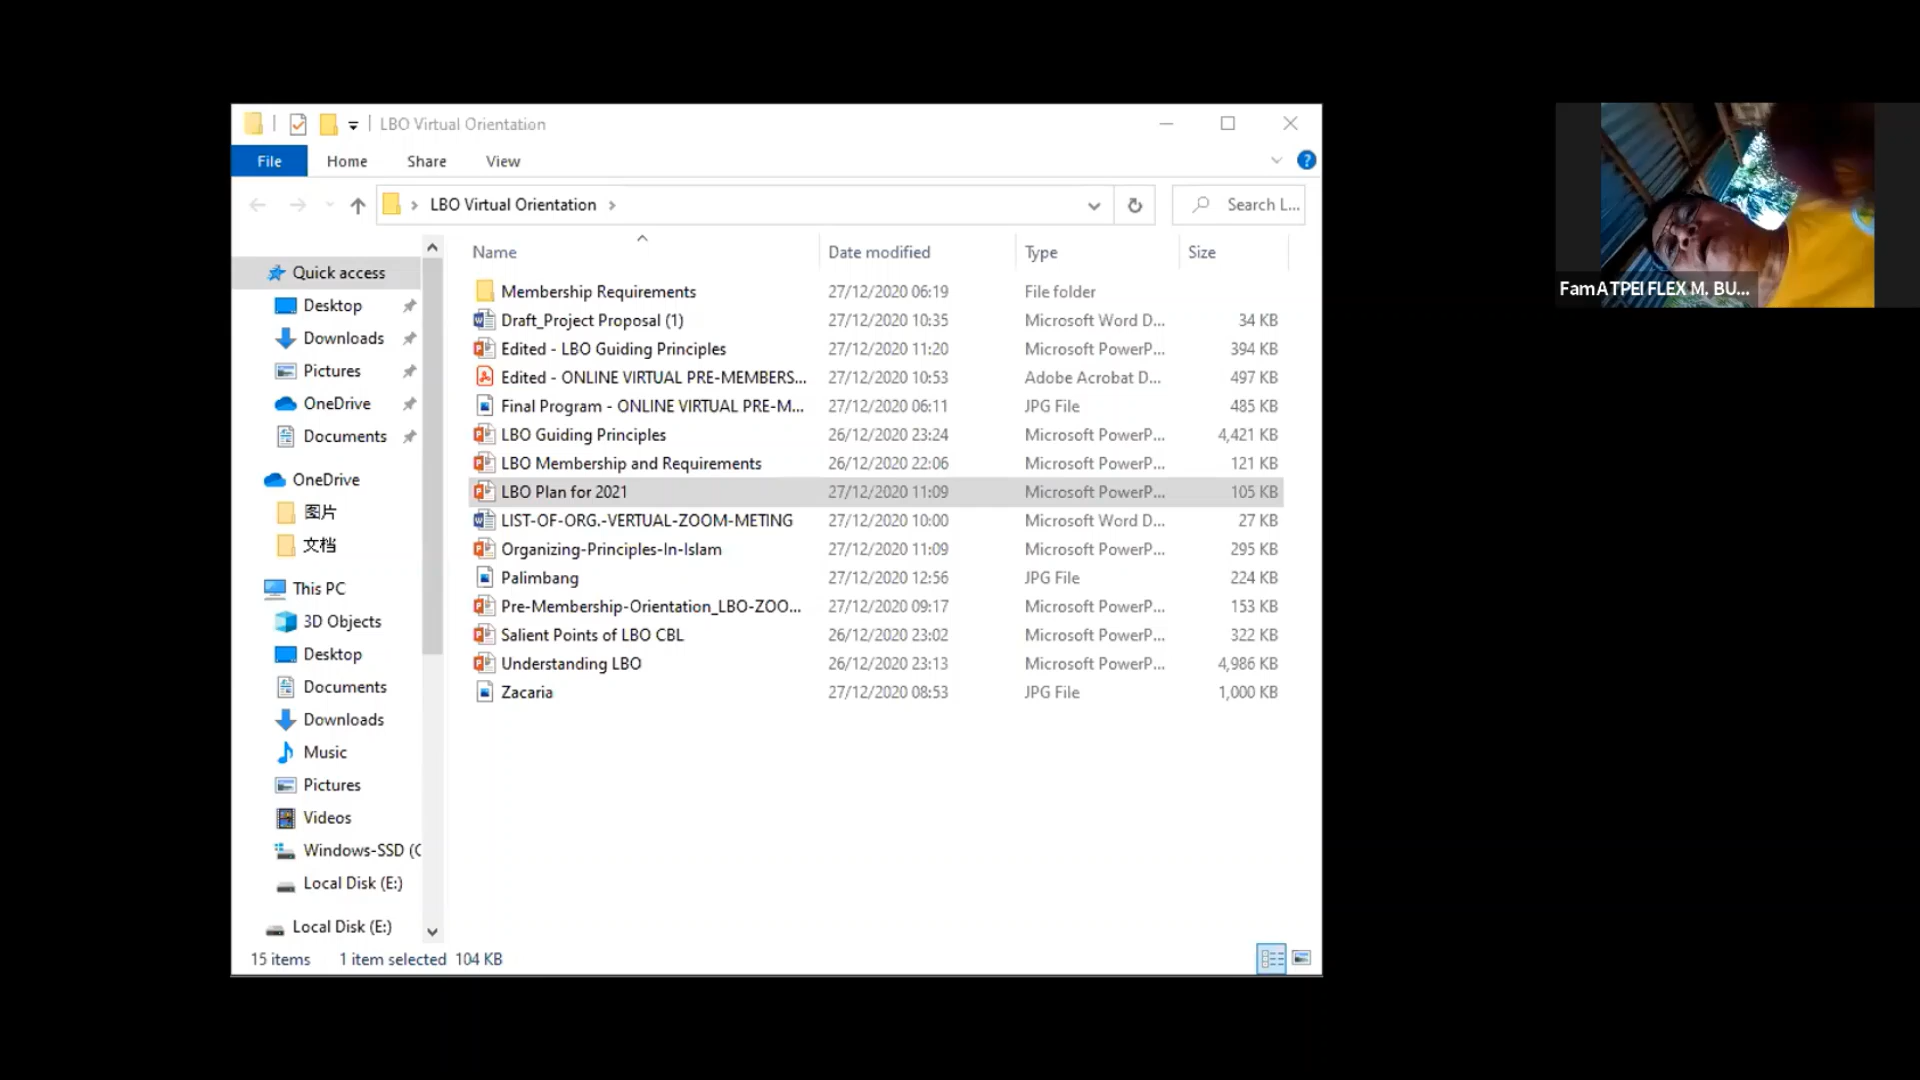 LBO Virtual Orientation
File Home Share View
LBO Virtual Orientation
Search L...
Name Date modified Type Size
Quick access
Desktop
Downloads
Pictures
OneDrive
Documents
OneDrive
图片
文档
This PC
3D Objects
Desktop
Documents
Downloads
Music
Pictures
Videos
Windows-SSD (C
Local Disk (E:)
Local Disk (E:)
Membership Requirements 27/12/2020 06:19 File folder
Draft_Project Proposal (1) 27/12/2020 10:35 Microsoft Word D... 34 KB
Edited - LBO Guiding Principles 27/12/2020 11:20 Microsoft PowerP... 394 KB
Edited - ONLINE VIRTUAL PRE-MEMBERS... 27/12/2020 10:53 Adobe Acrobat D... 497 KB
Final Program - ONLINE VIRTUAL PRE-M... 27/12/2020 06:11 JPG File 485 KB
LBO Guiding Principles 26/12/2020 23:24 Microsoft PowerP... 4,421 KB
LBO Membership and Requirements 26/12/2020 22:06 Microsoft PowerP... 121 KB
LBO Plan for 2021 27/12/2020 11:09 Microsoft PowerP... 105 KB
LIST-OF-ORG.-VERTUAL-ZOOM-METING 27/12/2020 10:00 Microsoft Word D... 27 KB
Organizing-Principles-In-Islam 27/12/2020 11:09 Microsoft PowerP... 295 KB
Palimbang 27/12/2020 12:56 JPG File 224 KB
Pre-Membership-Orientation_LBO-ZOO... 27/12/2020 09:17 Microsoft PowerP... 153 KB
Salient Points of LBO CBL 26/12/2020 23:02 Microsoft PowerP... 322 KB
Understanding LBO 26/12/2020 23:13 Microsoft PowerP... 4,986 KB
Zacaria 27/12/2020 08:53 JPG File 1,000 KB
15 items 1 item selected 104 KB
FamATPEI FLEX M. BU...